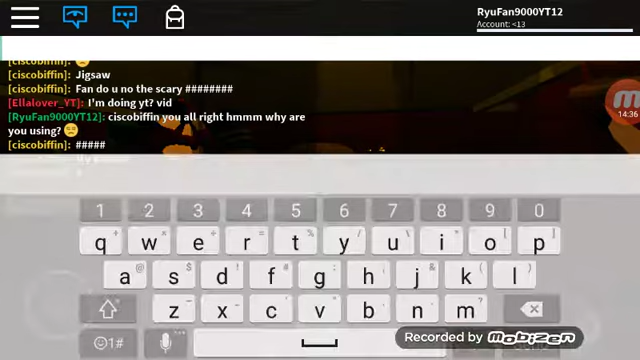 RyuFan9000YT12
Account: <13
[ciscobiffin]:
[ciscobiffin]: Jigsaw
[ciscobiffin]: Fan do u no the scary ########
[Ellalover_YT]: I'm doing yt? vid
[RyuFan9000YT12]: ciscobiffin you all right hmmm why are
you using? 😒
[ciscobiffin]: #####
14:36
1 2 3 4 5 6 7 8 9 0
q w e r t y u i o p
a s d f g h j k l
z x c v b n m
☺1#
Recorded by Mobizen